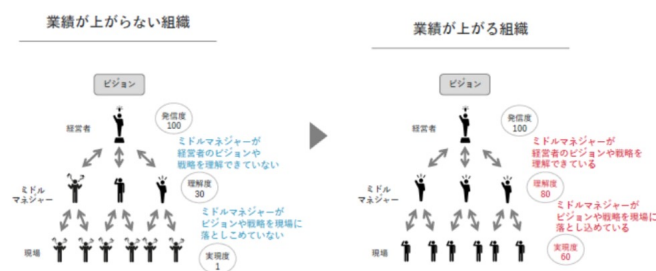 業績が上がらない組織
ビジョン
経営者
発信度
100
ミドルマネジャーが
経営者のビジョンや
戦略を理解できていない
ミドル
マネジャー
理解度
30
ミドルマネジャーが
ビジョンや戦略を現場に
落としこめていない
現場
実現度
1
業績が上がる組織
ビジョン
経営者
発信度
100
ミドルマネジャーが
経営者のビジョンや戦略を
理解できている
ミドル
マネジャー
理解度
80
ミドルマネジャーが
ビジョンや戦略を現場に
落とし込めている
現場
実現度
60